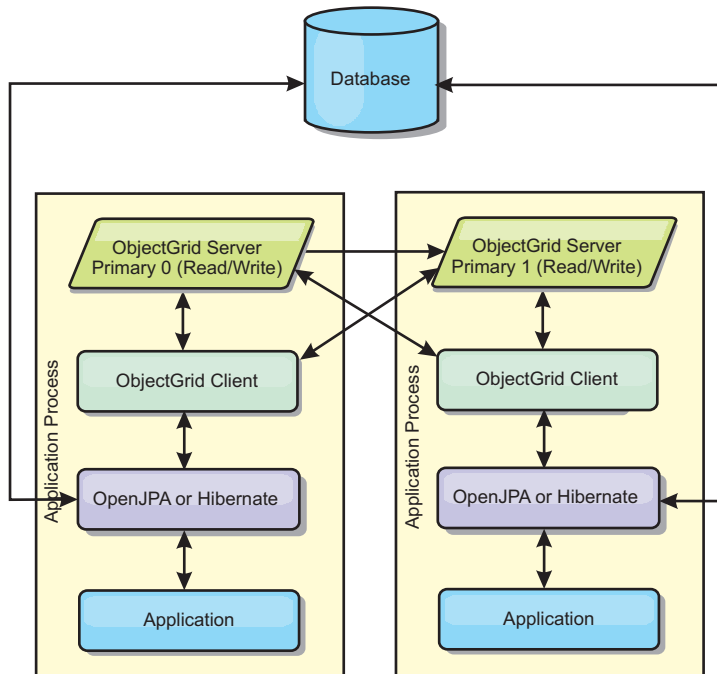 Database
ObjectGrid Server
Primary 0 (Read/Write)
ObjectGrid Client
OpenJPA or Hibernate
Application
Application Process
ObjectGrid Server
Primary 1 (Read/Write)
ObjectGrid Client
OpenJPA or Hibernate
Application
Application Process